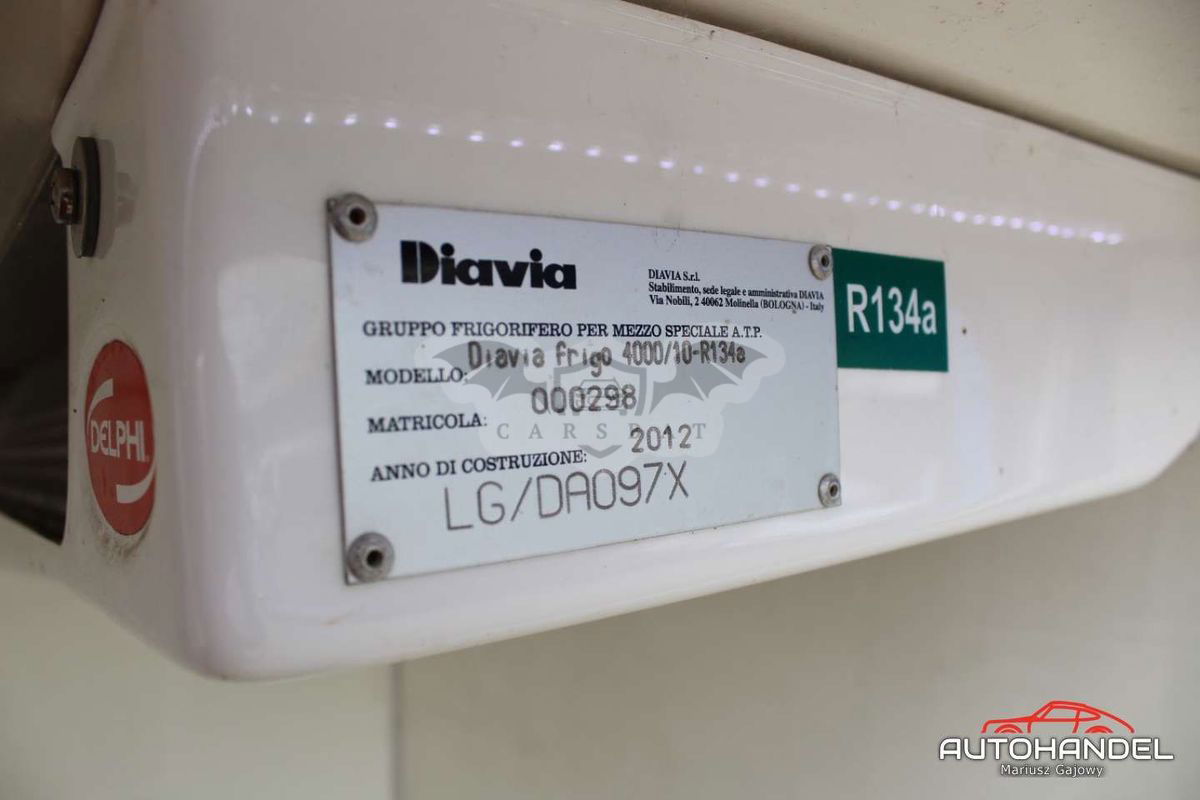 Diavia
DIAVIA S.r.l.
Stabilimento, sede legale e amministrativa DIAVIA
Via Nobili, 2 40062 Molinella (BOLOGNA) - Italy
R134a
GRUPPO FRIGORIFERO PER MEZZO SPECIALE A.T.P.
MODELLO: Diavia frigo 4000/10-R134a
MATRICOLA: 000298
CARSPOT
ANNO DI COSTRUZIONE: 2012
LG/DA097X
DELPHI
AUTOHANDEL
Mariusz Gajowy